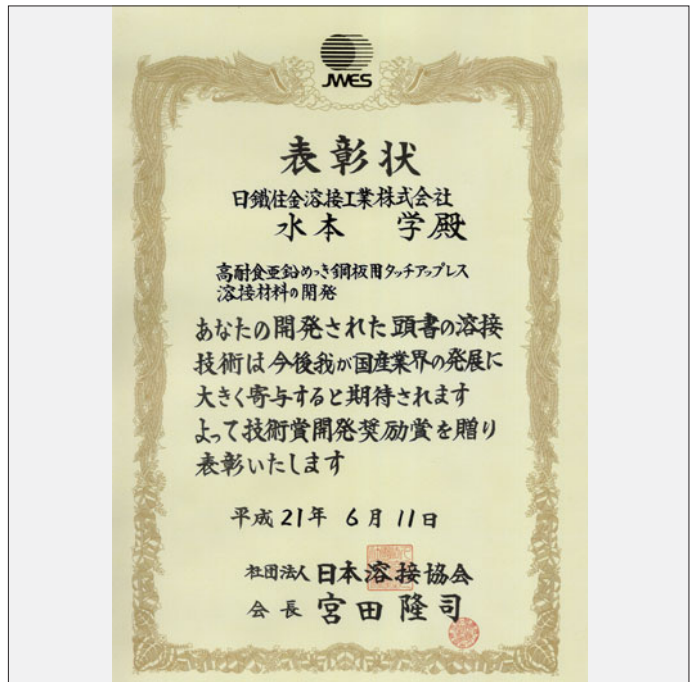 JWES
表彰状
日鐵住金溶接工業株式会社
水本 学殿
高耐食亜鉛めっき鋼板用タッチアップレス
溶接材料の開発
あなたの開発された頭書の溶接
技術は今後我が国産業界の発展に
大きく寄与すると期待されます
よって技術賞開発奨励賞を贈り
表彰いたします
平成21年 6月11日
社団法人日本溶接協会
会長 宮田隆司